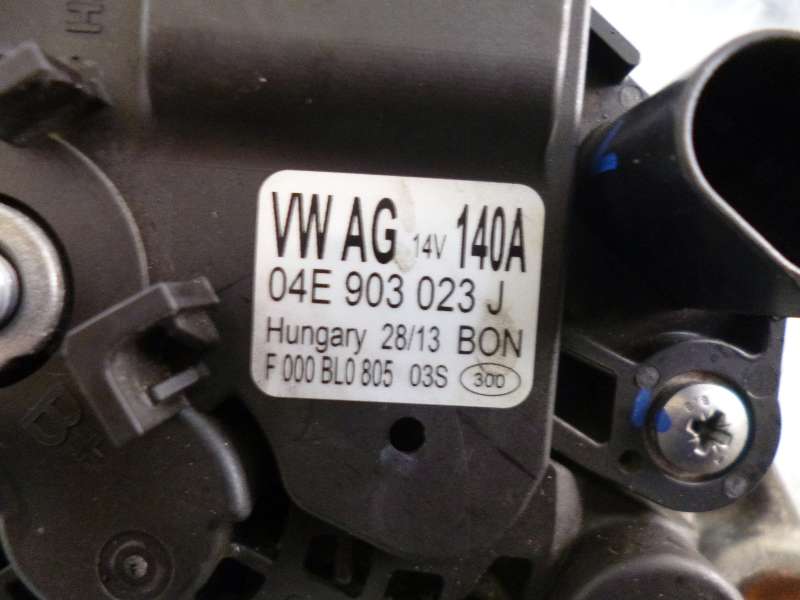 H
VW AG 14V 140A
04E 903 023 J
Hungary 28/13 BON
F 000 BL0 805 03S 300
B+